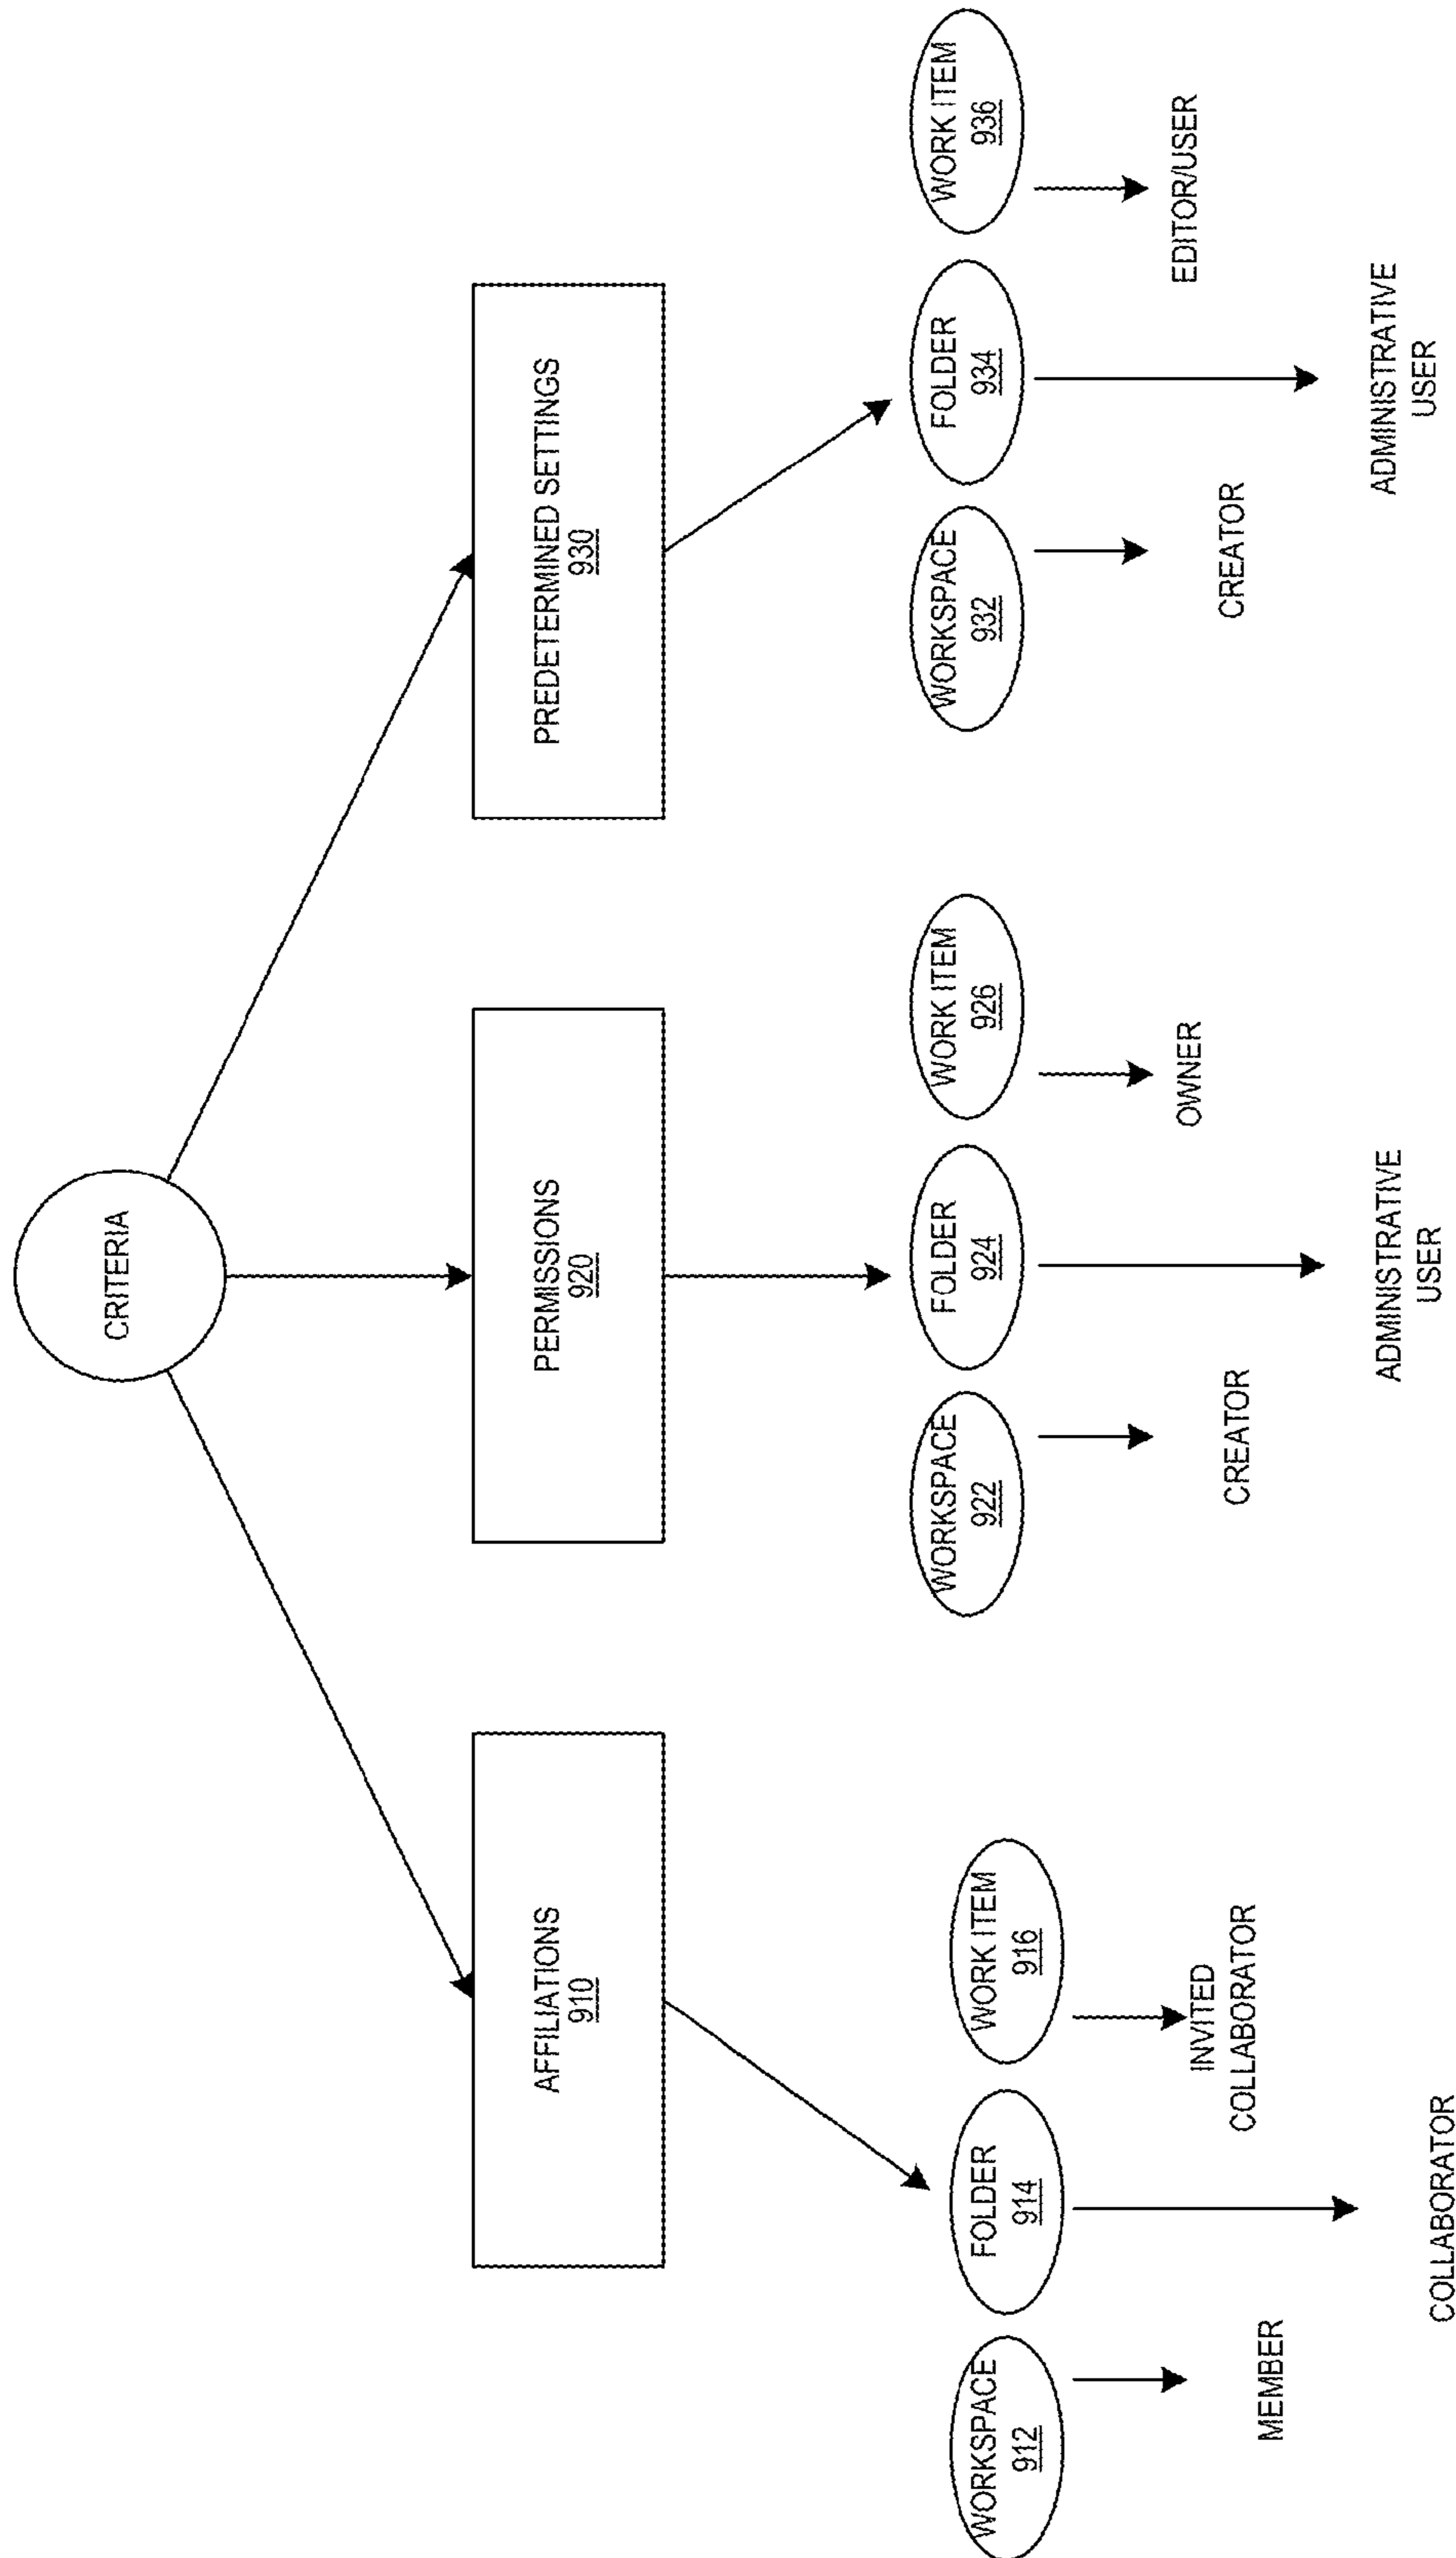 CRITERIA
AFFILIATIONS
910
PERMISSIONS
920
PREDETERMINED SETTINGS
930
WORKSPACE
912
FOLDER
914
WORK ITEM
916
WORKSPACE
922
FOLDER
924
WORK ITEM
926
WORKSPACE
932
FOLDER
934
WORK ITEM
936
MEMBER
COLLABORATOR
INVITED
COLLABORATOR
CREATOR
ADMINISTRATIVE
USER
OWNER
CREATOR
ADMINISTRATIVE
USER
EDITOR/USER